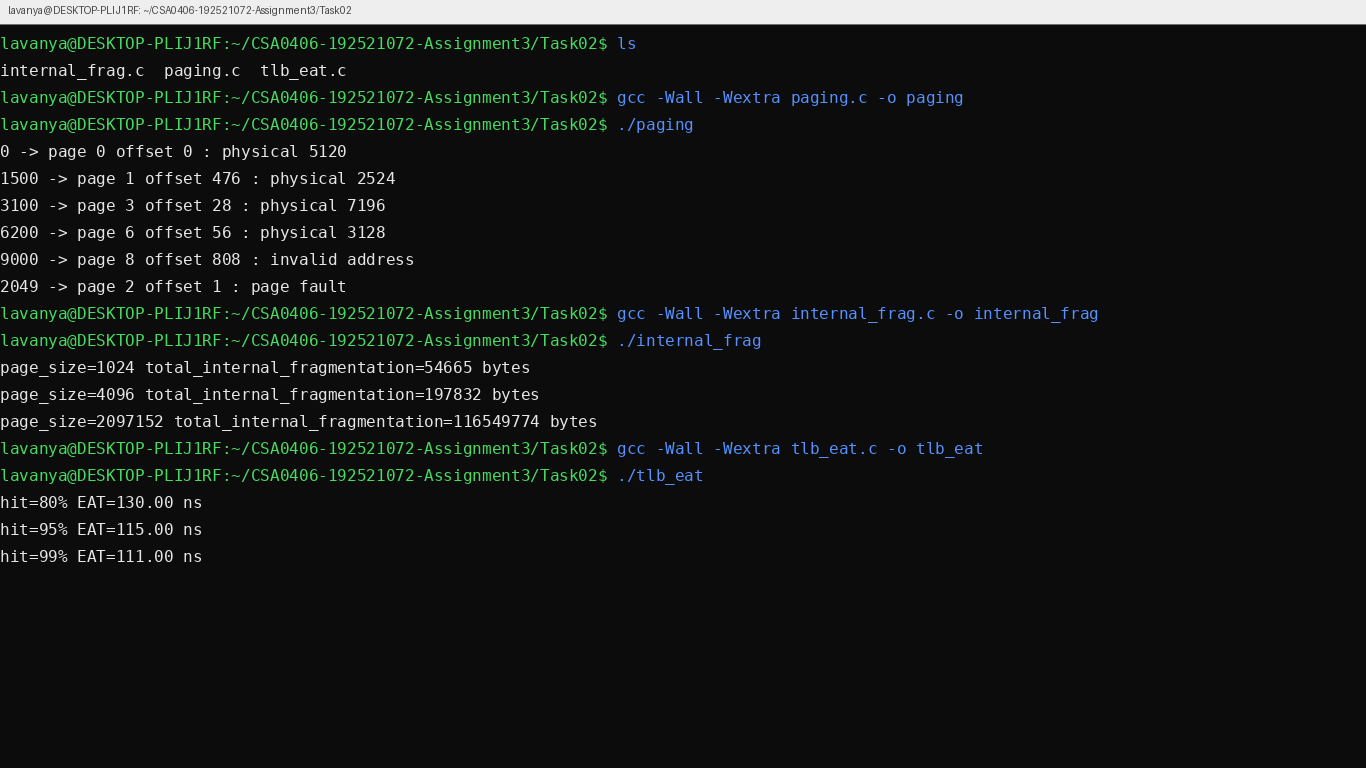 lavanya@DESKTOP-PLIJ1RF: ~/CSA0406-192521072-Assignment3/Task02
lavanya@DESKTOP-PLIJ1RF:~/CSA0406-192521072-Assignment3/Task02$ ls
internal_frag.c  paging.c  tlb_eat.c
lavanya@DESKTOP-PLIJ1RF:~/CSA0406-192521072-Assignment3/Task02$ gcc -Wall -Wextra paging.c -o paging
lavanya@DESKTOP-PLIJ1RF:~/CSA0406-192521072-Assignment3/Task02$ ./paging
0 -> page 0 offset 0 : physical 5120
1500 -> page 1 offset 476 : physical 2524
3100 -> page 3 offset 28 : physical 7196
6200 -> page 6 offset 56 : physical 3128
9000 -> page 8 offset 808 : invalid address
2049 -> page 2 offset 1 : page fault
lavanya@DESKTOP-PLIJ1RF:~/CSA0406-192521072-Assignment3/Task02$ gcc -Wall -Wextra internal_frag.c -o internal_frag
lavanya@DESKTOP-PLIJ1RF:~/CSA0406-192521072-Assignment3/Task02$ ./internal_frag
page_size=1024 total_internal_fragmentation=54665 bytes
page_size=4096 total_internal_fragmentation=197832 bytes
page_size=2097152 total_internal_fragmentation=116549774 bytes
lavanya@DESKTOP-PLIJ1RF:~/CSA0406-192521072-Assignment3/Task02$ gcc -Wall -Wextra tlb_eat.c -o tlb_eat
lavanya@DESKTOP-PLIJ1RF:~/CSA0406-192521072-Assignment3/Task02$ ./tlb_eat
hit=80% EAT=130.00 ns
hit=95% EAT=115.00 ns
hit=99% EAT=111.00 ns